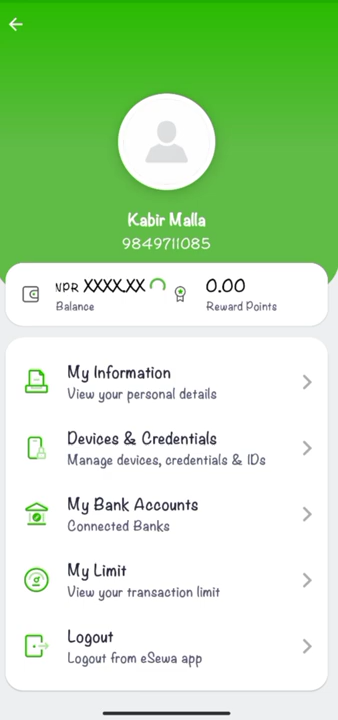 Kabir Malla
9849711085
NPR XXXX.XX
0.00
Balance
Reward Points
My Information
View your personal details
Devices & Credentials
Manage devices, credentials & IDs
My Bank Accounts
Connected Banks
My Limit
View your transaction limit
Logout
Logout from eSewa app